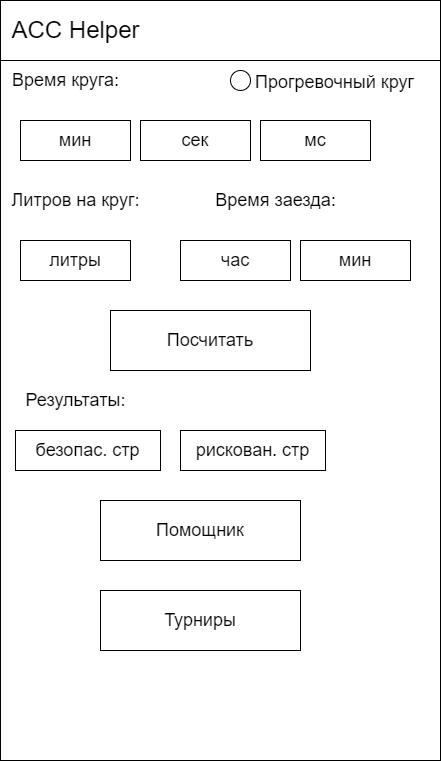 ACC Helper
Время круга:
Прогревочный круг
мин
сек
мс
Литров на круг:
Время заезда:
литры
час
мин
Посчитать
Результаты:
безопас. стр
рискован. стр
Помощник
Турниры